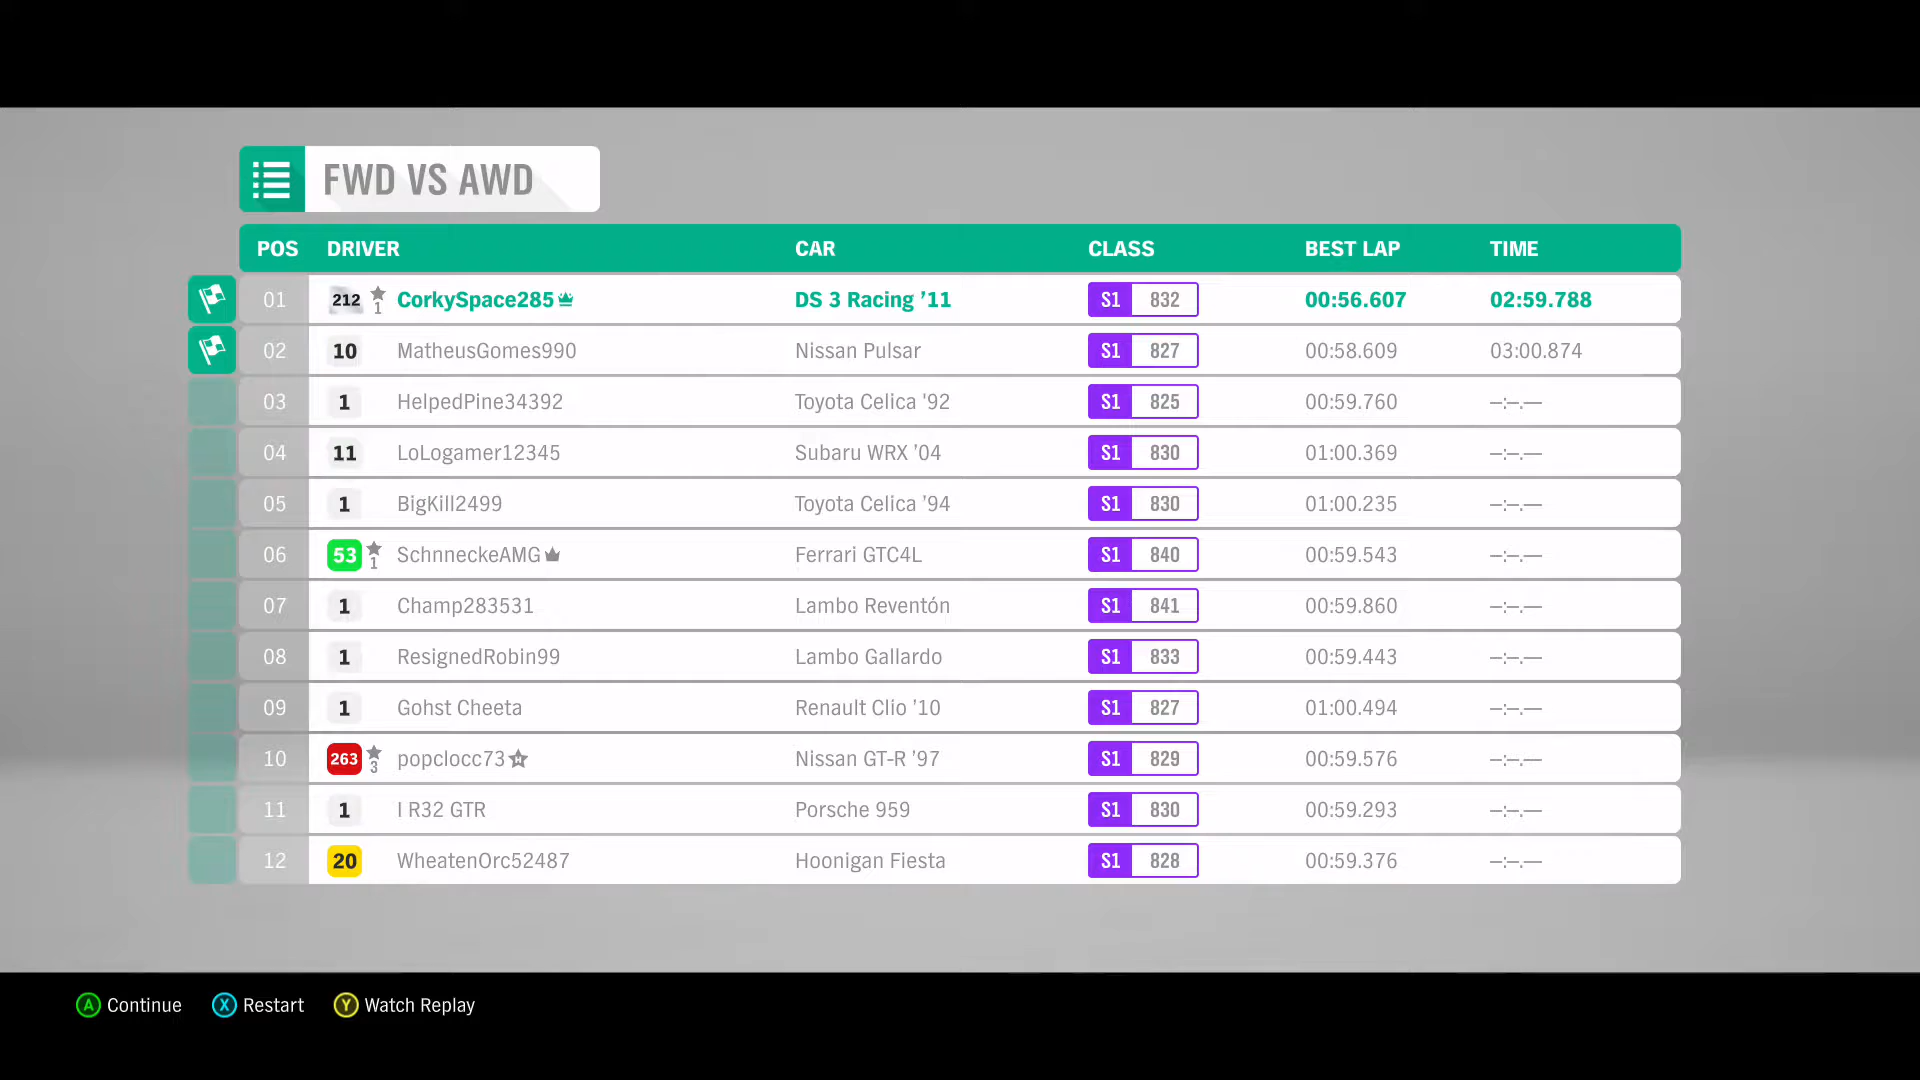 FWD VS AWD
POS DRIVER CAR CLASS BEST LAP TIME
01 212 1 CorkySpace285 DS 3 Racing ’11 S1 832 00:56.607 02:59.788
02 10 MatheusGomes990 Nissan Pulsar S1 827 00:58.609 03:00.874
03 1 HelpedPine34392 Toyota Celica '92 S1 825 00:59.760 –:–.––
04 11 LoLogamer12345 Subaru WRX ’04 S1 830 01:00.369 –:–.––
05 1 BigKill2499 Toyota Celica ’94 S1 830 01:00.235 –:–.––
06 53 1 SchnneckeAMG Ferrari GTC4L S1 840 00:59.543 –:–.––
07 1 Champ283531 Lambo Reventón S1 841 00:59.860 –:–.––
08 1 ResignedRobin99 Lambo Gallardo S1 833 00:59.443 –:–.––
09 1 Gohst Cheeta Renault Clio ’10 S1 827 01:00.494 –:–.––
10 263 3 popclocc73 Nissan GT-R ’97 S1 829 00:59.576 –:–.––
11 1 I R32 GTR Porsche 959 S1 830 00:59.293 –:–.––
12 20 WheatenOrc52487 Hoonigan Fiesta S1 828 00:59.376 –:–.––
A Continue X Restart Y Watch Replay